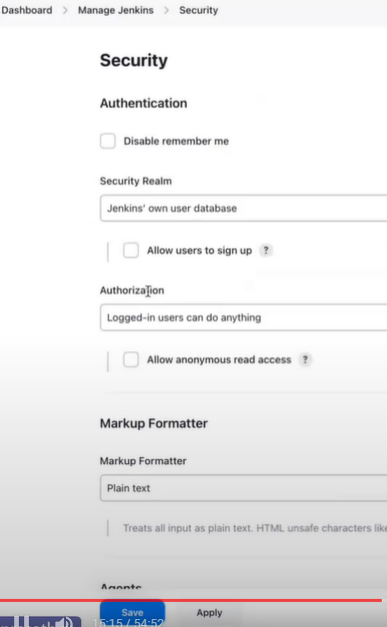 Dashboard > Manage Jenkins > Security
Security
Authentication
Disable remember me
Security Realm
Jenkins' own user database
Allow users to sign up ?
Authorization
Logged-in users can do anything
Allow anonymous read access ?
Markup Formatter
Markup Formatter
Plain text
Treats all input as plain text. HTML unsafe characters like
Agents
Save Apply
15:15 / 54:52